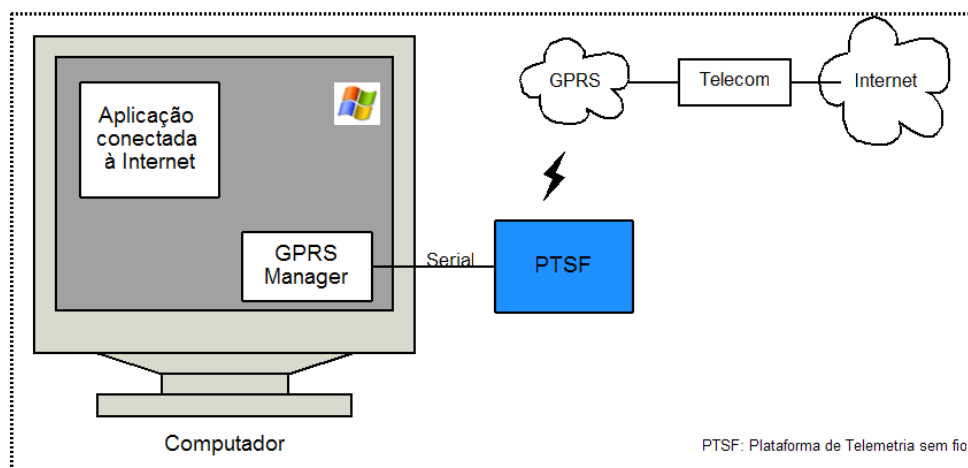 Aplicação
conectada
à Internet
GPRS
Manager
Serial
PTSF
GPRS
Telecom
Internet
Computador
PTSF: Plataforma de Telemetria sem fio